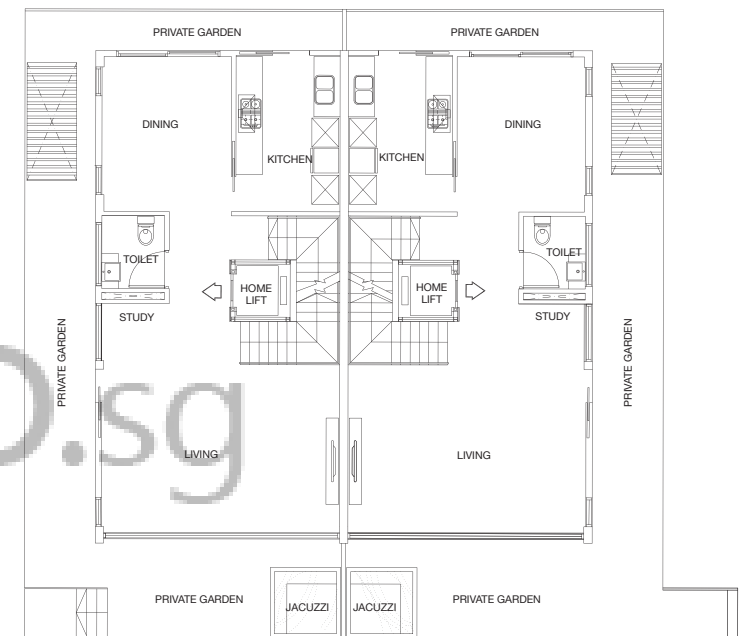 PRIVATE GARDEN
PRIVATE GARDEN
DINING
DINING
KITCHEN
KITCHEN
TOILET
TOILET
HOME
LIFT
HOME
LIFT
STUDY
STUDY
PRIVATE GARDEN
PRIVATE GARDEN
.sg
LIVING
LIVING
PRIVATE GARDEN
JACUZZI
JACUZZI
PRIVATE GARDEN